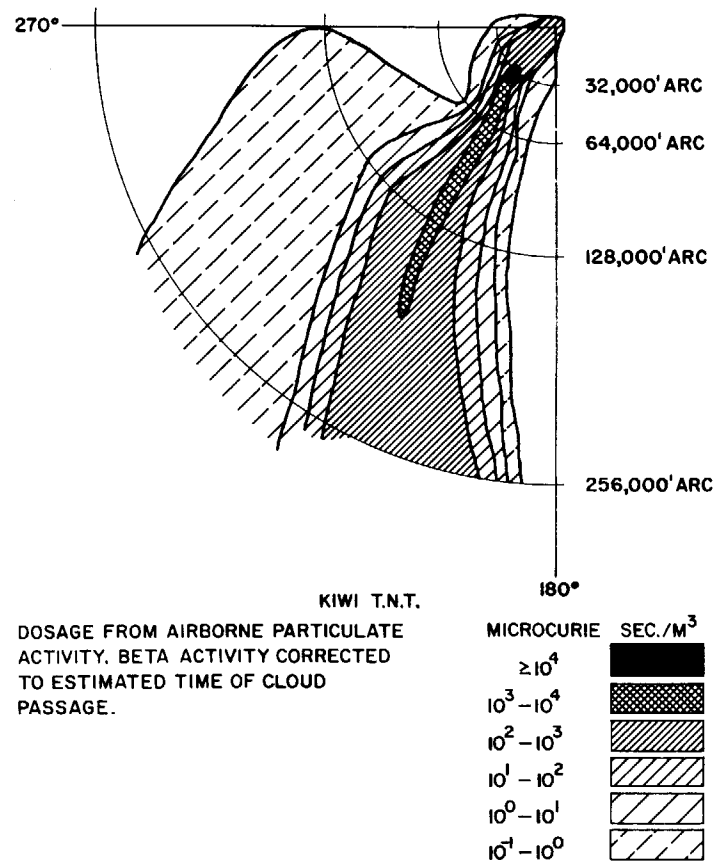 270°
32,000' ARC
64,000' ARC
128,000' ARC
256,000' ARC
180°
KIWI T.N.T.
DOSAGE FROM AIRBORNE PARTICULATE
ACTIVITY. BETA ACTIVITY CORRECTED
TO ESTIMATED TIME OF CLOUD
PASSAGE.
MICROCURIE SEC./M³
≥10⁴
10³–10⁴
10²–10³
10¹–10²
10⁰–10¹
10⁻¹–10⁰